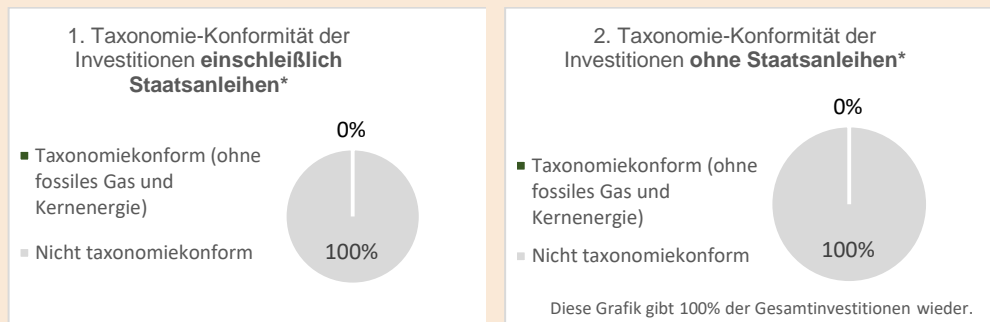 1. Taxonomie-Konformität der
Investitionen einschleißlich
Staatsanleihen*
0%
Taxonomiekonform (ohne
fossiles Gas und
Kernenergie)
Nicht taxonomiekonform
100%
2. Taxonomie-Konformität der
Investitionen ohne Staatsanleihen*
0%
Taxonomiekonform (ohne
fossiles Gas und
Kernenergie)
Nicht taxonomiekonform
100%
Diese Grafik gibt 100% der Gesamtinvestitionen wieder.